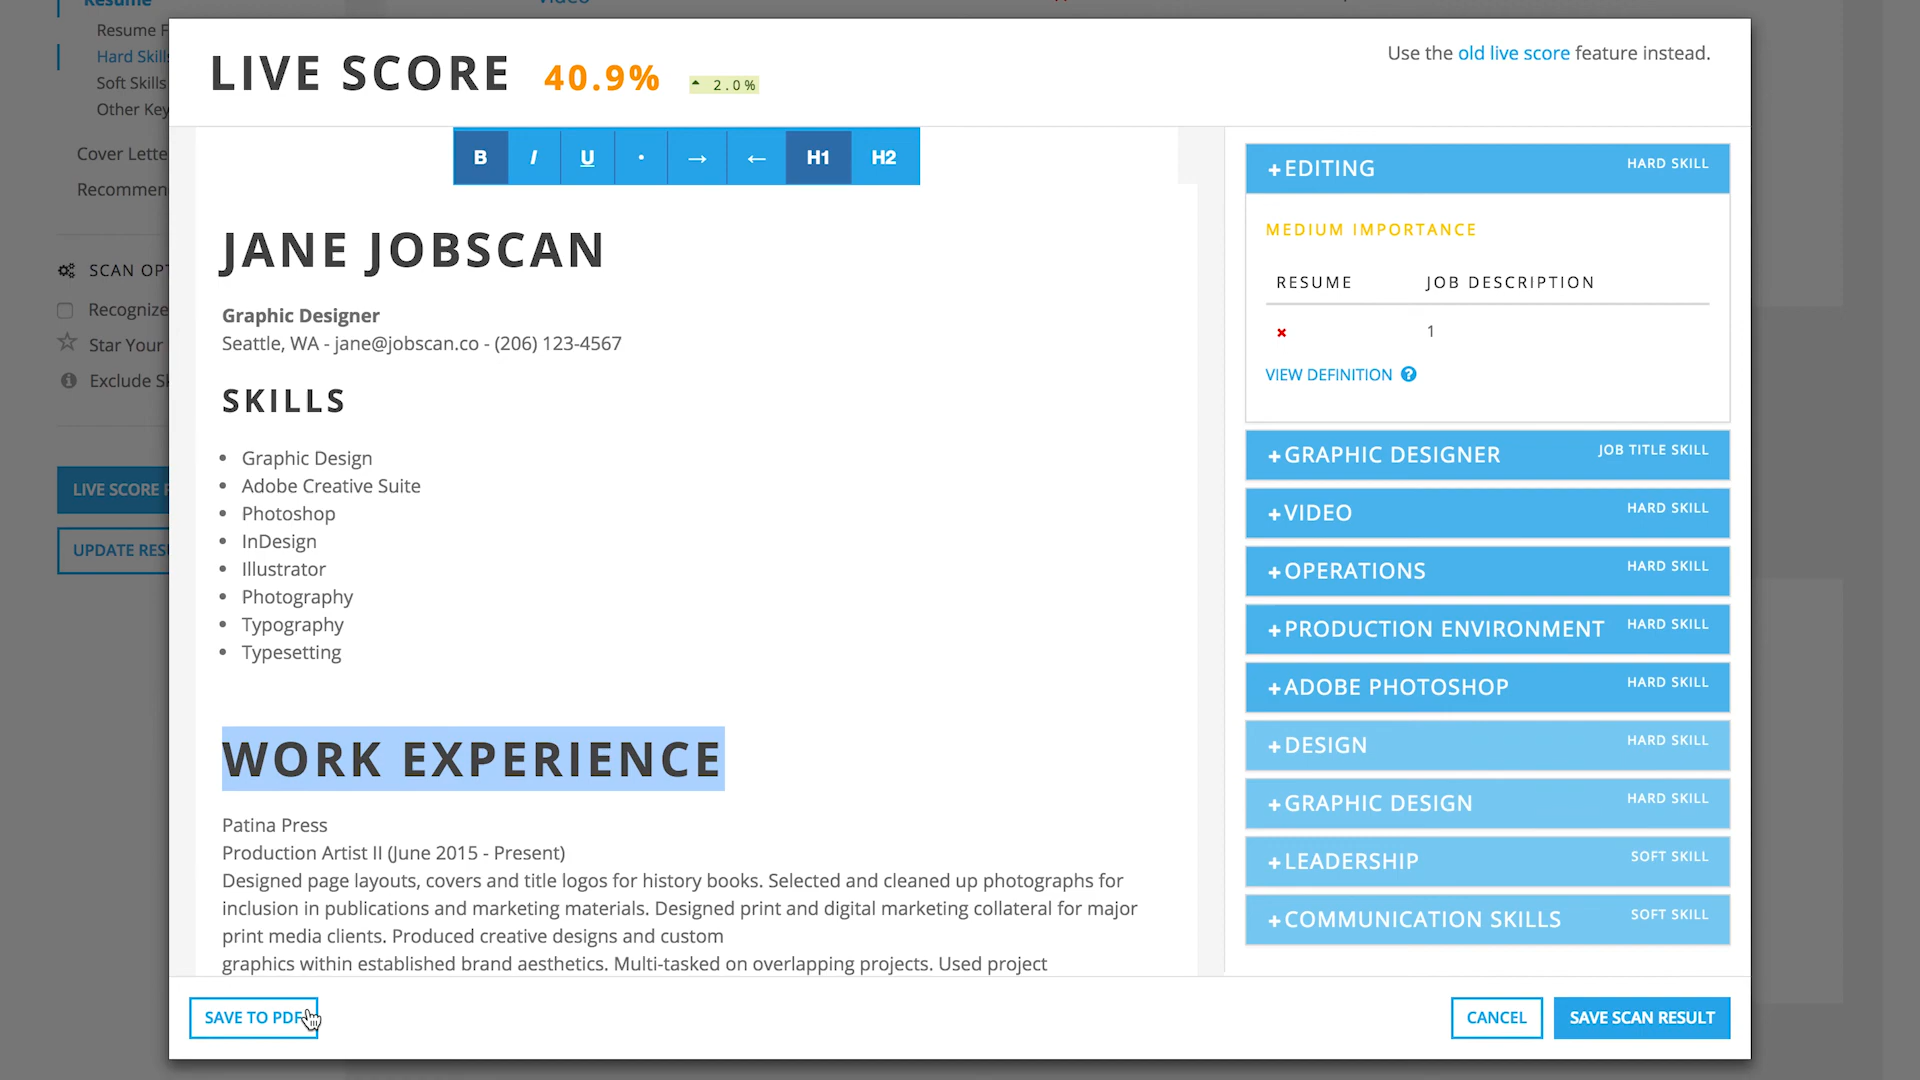 Resume
Video
Resume F
Hard Skills
Soft Skills
Other Key
Cover Lette
Recommen
SCAN OPT
Recognize
Star Your
Exclude Sk
LIVE SCORE
UPDATE RESU
LIVE SCORE 40.9% 2.0%
Use the old live score feature instead.
B I U • → ← H1 H2
JANE JOBSCAN
Graphic Designer
Seattle, WA - jane@jobscan.co - (206) 123-4567
SKILLS
• Graphic Design
• Adobe Creative Suite
• Photoshop
• InDesign
• Illustrator
• Photography
• Typography
• Typesetting
WORK EXPERIENCE
Patina Press
Production Artist II (June 2015 - Present)
Designed page layouts, covers and title logos for history books. Selected and cleaned up photographs for
inclusion in publications and marketing materials. Designed print and digital marketing collateral for major
print media clients. Produced creative designs and custom
graphics within established brand aesthetics. Multi-tasked on overlapping projects. Used project
+EDITING HARD SKILL
MEDIUM IMPORTANCE
RESUME JOB DESCRIPTION
✖ 1
VIEW DEFINITION ?
+GRAPHIC DESIGNER JOB TITLE SKILL
+VIDEO HARD SKILL
+OPERATIONS HARD SKILL
+PRODUCTION ENVIRONMENT HARD SKILL
+ADOBE PHOTOSHOP HARD SKILL
+DESIGN HARD SKILL
+GRAPHIC DESIGN HARD SKILL
+LEADERSHIP SOFT SKILL
+COMMUNICATION SKILLS SOFT SKILL
SAVE TO PDF
CANCEL
SAVE SCAN RESULT